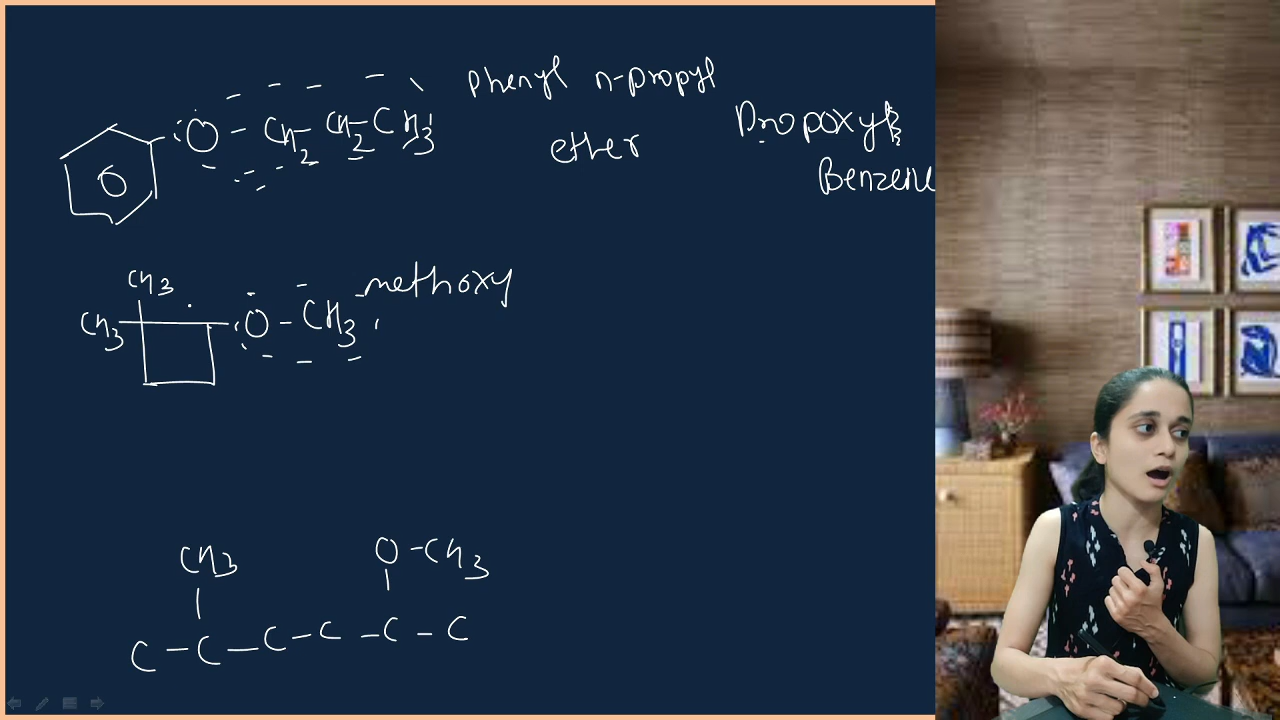 Phenyl n-propyl
ether
Propoxy
Benzene
O - CH2 - CH2 - CH3
O
CH3
CH3
O - CH3
methoxy
CH3
O - CH3
C - C - C - C - C - C